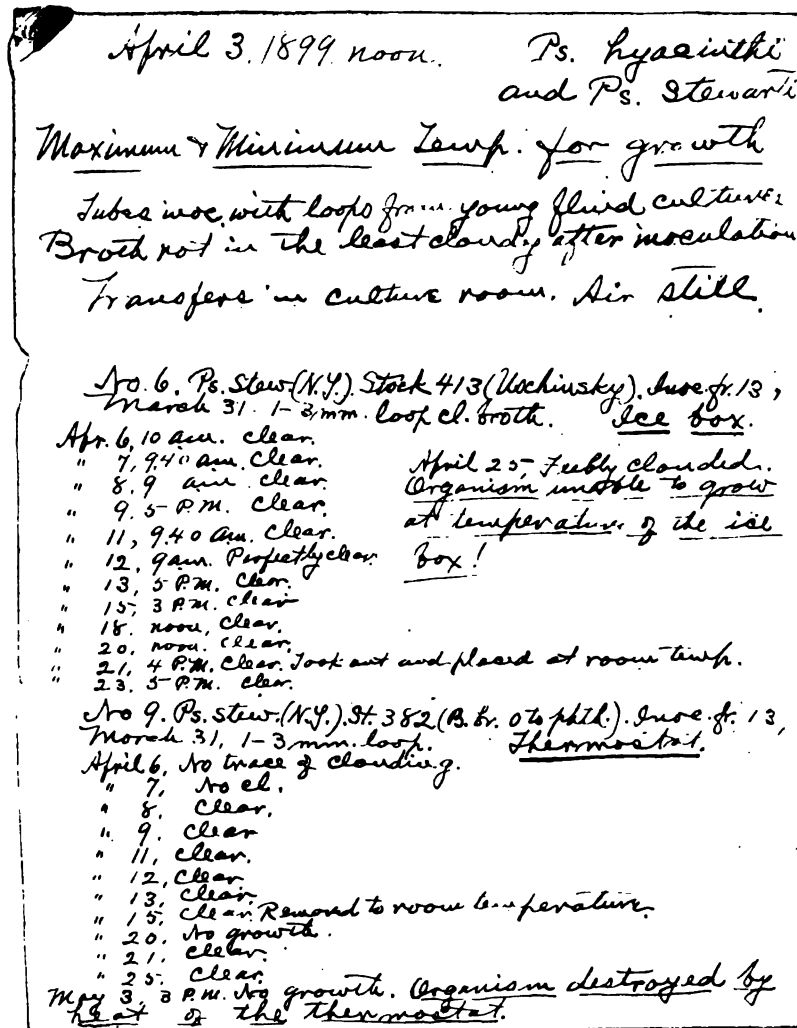 April 3, 1899 noon. Ps. hyacinthi
and Ps. Stewarti
Maximum & Minimum Temp. for growth
Tubes inoc. with loops from young fluid cultures
Broth not in the least cloudy after inoculation
Transfers in culture room. Air still.
No. 6. Ps. Stew. (N.Y.). Stock 413 (Uschinsky). Inoc. fr. 13,
March 31. 1-3 mm. loop cl. broth. Ice box.
Apr. 6, 10 am. Clear.
" 7, 9.40 am. Clear.
" 8. 9 am. Clear.
" 9. 5 P.M. Clear.
" 11, 9.40 am. Clear.
" 12, 9 am. Perfectly clear.
" 13, 5 P.M. Clear.
" 15, 3 P.M. Clear
" 18. noon, Clear.
" 20, noon. Clear.
" 21, 4 P.M. Clear. Took out and placed at room temp.
" 23. 5 P.M. Clear.
April 25, Feebly clouded.
Organism unable to grow
at temperature of the ice
box!
No 9. Ps. Stew. (N.Y.). St. 382 (B. br. 0 to phth.). Inoc. fr. 13,
March 31, 1-3 mm. loop. Thermostat.
April 6, No trace of clouding.
" 7, No cl.
" 8, Clear.
" 9. Clear
" 11, Clear.
" 12, Clear
" 13, Clear.
" 15, Clear. Removed to room temperature.
" 20. No growth.
" 21. Clear.
" 25. Clear.
May 3, 3 P.M. No growth. Organism destroyed by
heat of the thermostat.